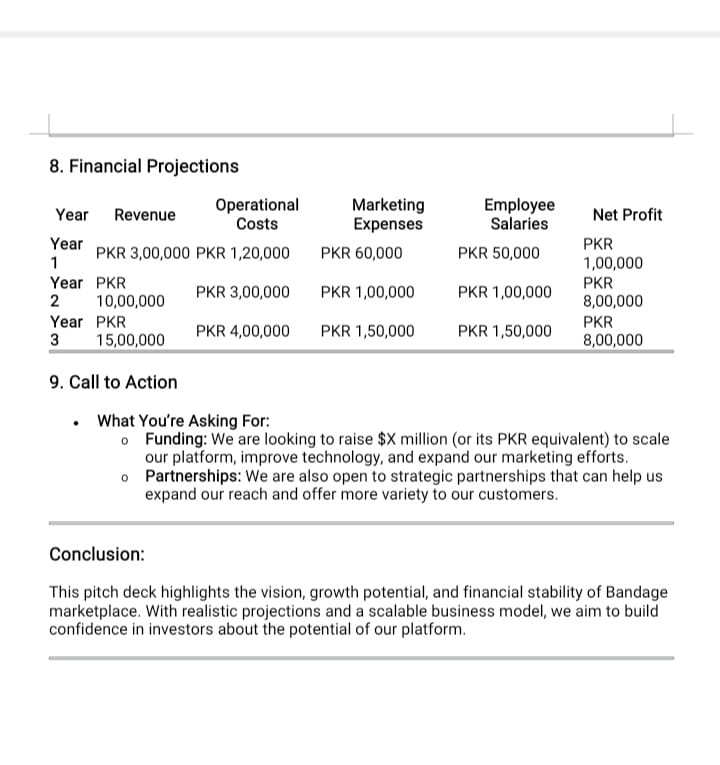 8. Financial Projections
Year Revenue Operational Costs Marketing Expenses Employee Salaries Net Profit
Year 1 PKR 3,00,000 PKR 1,20,000 PKR 60,000 PKR 50,000 PKR 1,00,000
Year 2 PKR 10,00,000 PKR 3,00,000 PKR 1,00,000 PKR 1,00,000 PKR 8,00,000
Year 3 PKR 15,00,000 PKR 4,00,000 PKR 1,50,000 PKR 1,50,000 PKR 8,00,000
9. Call to Action
• What You're Asking For:
o Funding: We are looking to raise $X million (or its PKR equivalent) to scale
our platform, improve technology, and expand our marketing efforts.
o Partnerships: We are also open to strategic partnerships that can help us
expand our reach and offer more variety to our customers.
Conclusion:
This pitch deck highlights the vision, growth potential, and financial stability of Bandage
marketplace. With realistic projections and a scalable business model, we aim to build
confidence in investors about the potential of our platform.